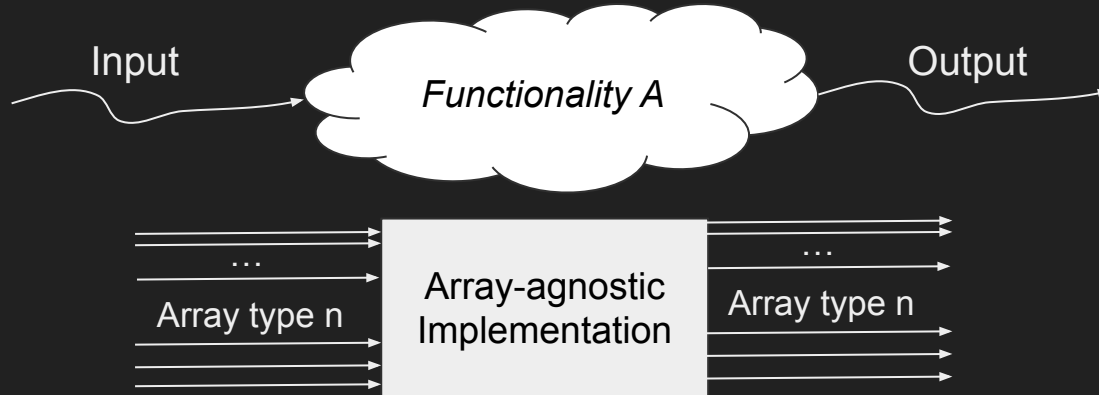 Input
Functionality A
Output
...
Array type n
Array-agnostic
Implementation
...
Array type n